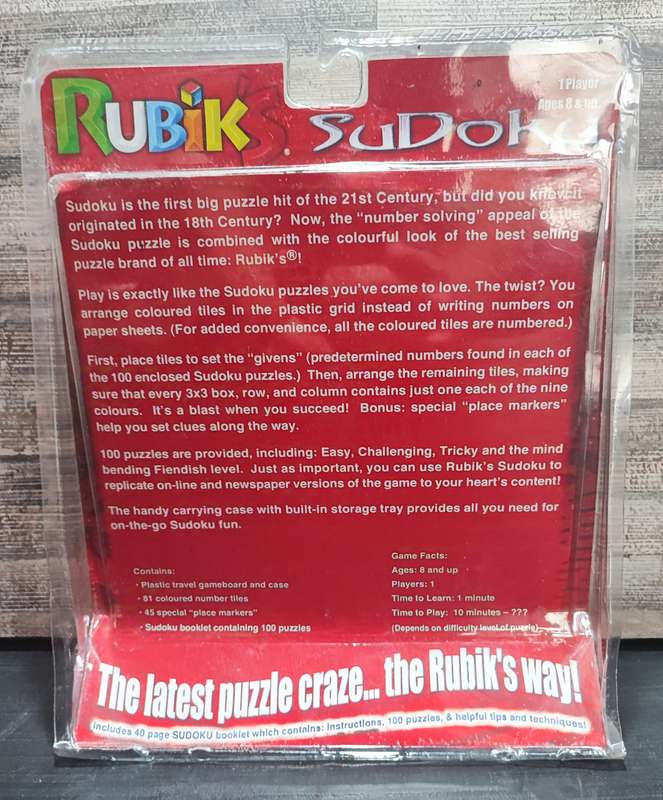 RUBIK'S® SuDoku
1 Player
Ages 8 & up
Sudoku is the first big puzzle hit of the 21st Century, but did you know it
originated in the 18th Century? Now, the "number solving" appeal of the
Sudoku puzzle is combined with the colourful look of the best selling
puzzle brand of all time: Rubik's®!
Play is exactly like the Sudoku puzzles you've come to love. The twist? You
arrange coloured tiles in the plastic grid instead of writing numbers on
paper sheets. (For added convenience, all the coloured tiles are numbered.)
First, place tiles to set the "givens" (predetermined numbers found in each of
the 100 enclosed Sudoku puzzles.) Then, arrange the remaining tiles, making
sure that every 3x3 box, row, and column contains just one each of the nine
colours. It's a blast when you succeed! Bonus: special "place markers"
help you set clues along the way.
100 puzzles are provided, including: Easy, Challenging, Tricky and the mind
bending Fiendish level. Just as important, you can use Rubik's Sudoku to
replicate on-line and newspaper versions of the game to your heart's content!
The handy carrying case with built-in storage tray provides all you need for
on-the-go Sudoku fun.
Contains:
· Plastic travel gameboard and case
· 81 coloured number tiles
· 45 special "place markers"
· Sudoku booklet containing 100 puzzles
Game Facts:
Ages: 8 and up
Players: 1
Time to Learn: 1 minute
Time to Play: 10 minutes – ???
(Depends on difficulty level of puzzle)
The latest puzzle craze... the Rubik's way!
Includes 40 page SUDOKU booklet which contains: instructions, 100 puzzles, & helpful tips and techniques!